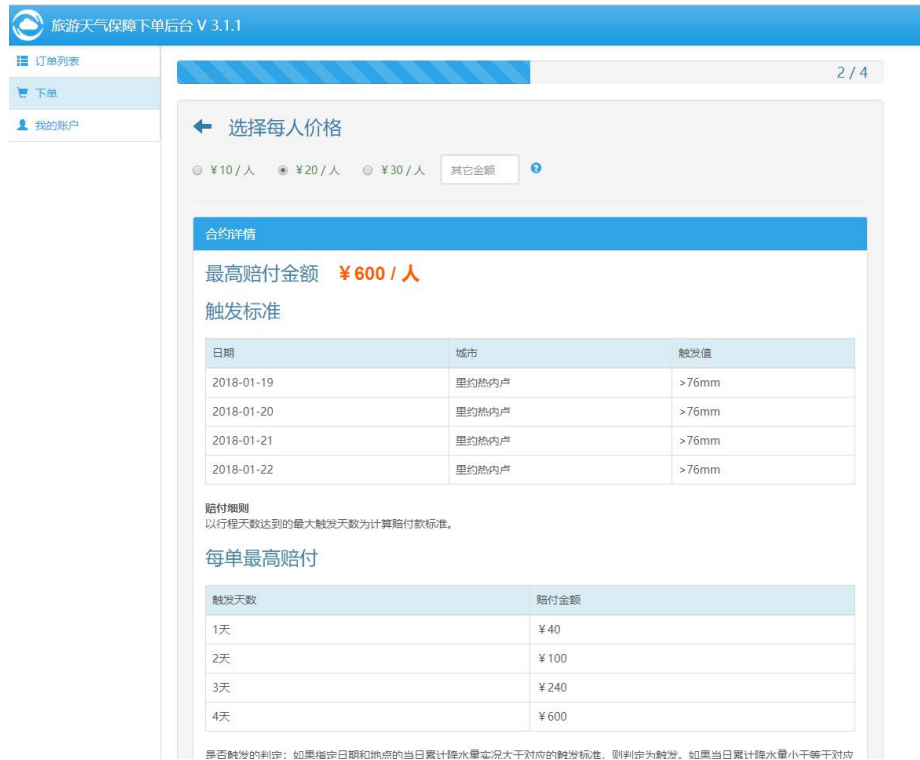 旅游天气保障下单后台 V 3.1.1
订单列表
下单
我的账户
2 / 4
选择每人价格
¥10 / 人 ¥20 / 人 ¥30 / 人 其它金额
合约详情
最高赔付金额 ¥600 / 人
触发标准
日期 城市 触发值
2018-01-19 里约热内卢 >76mm
2018-01-20 里约热内卢 >76mm
2018-01-21 里约热内卢 >76mm
2018-01-22 里约热内卢 >76mm
赔付细则
以行程天数达到的最大触发天数为计算赔付款标准。
每单最高赔付
触发天数 赔付金额
1天 ¥40
2天 ¥100
3天 ¥240
4天 ¥600
是否触发的判定：如果指定日期和地点的当日累计降水量实况大于对应的触发标准，则判定为触发。如果当日累计降水量小于等于对应